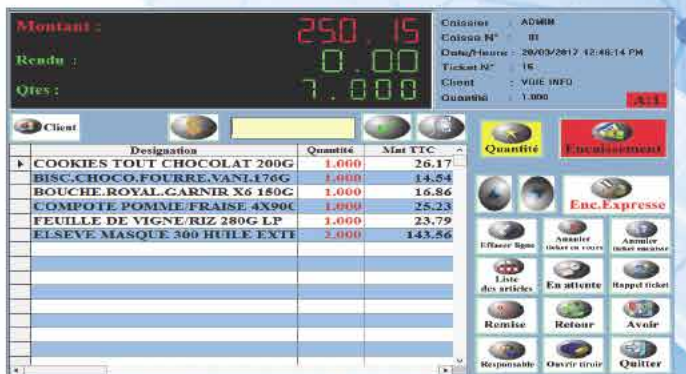 Montant : 250.15
Rendu : 0.00
Qtes : 7.000
Caissier : ADMIN
Caisse N° : 01
Date/Heure : 20/03/2017 12:46:14 PM
Ticket N° : 16
Client : VOIE INFO
Quantité : 1.000
A:1
Client
Quantité
Encaissement
Designation Quantité Mnt TTC
COOKIES TOUT CHOCOLAT 200G 1.000 26.17
BISC.CHOCO.FOURRE.VANI.176G 1.000 14.54
BOUCHE.ROYAL.GARNIR X6 150G 1.000 16.86
COMPOTE POMME/FRAISE 4X90( 1.000 25.23
FEUILLE DE VIGNE/RIZ 280G LP 1.000 23.79
ELSEVE MASQUE 300 HUILE EXTI 2.000 143.56
Enc.Expresse
Effacer ligne
Annuler
ticket en cours
Annuler
ticket encaisser
Liste
des articles
En attente
Rappel ticket
Remise
Retour
Avoir
Responsable
Ouvrir tiroir
Quitter